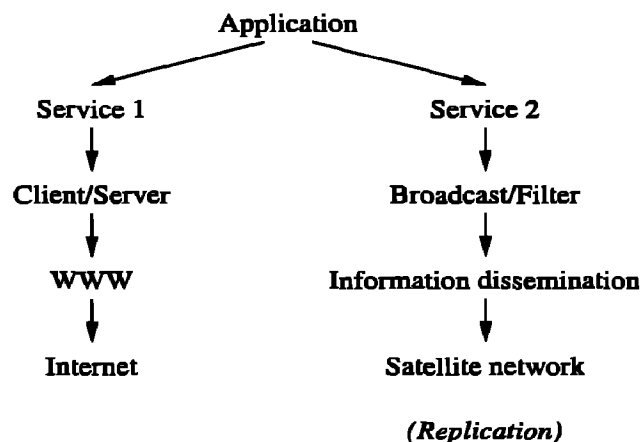 Application
Service 1
Service 2
Client/Server
Broadcast/Filter
WWW
Information dissemination
Internet
Satellite network
(Replication)